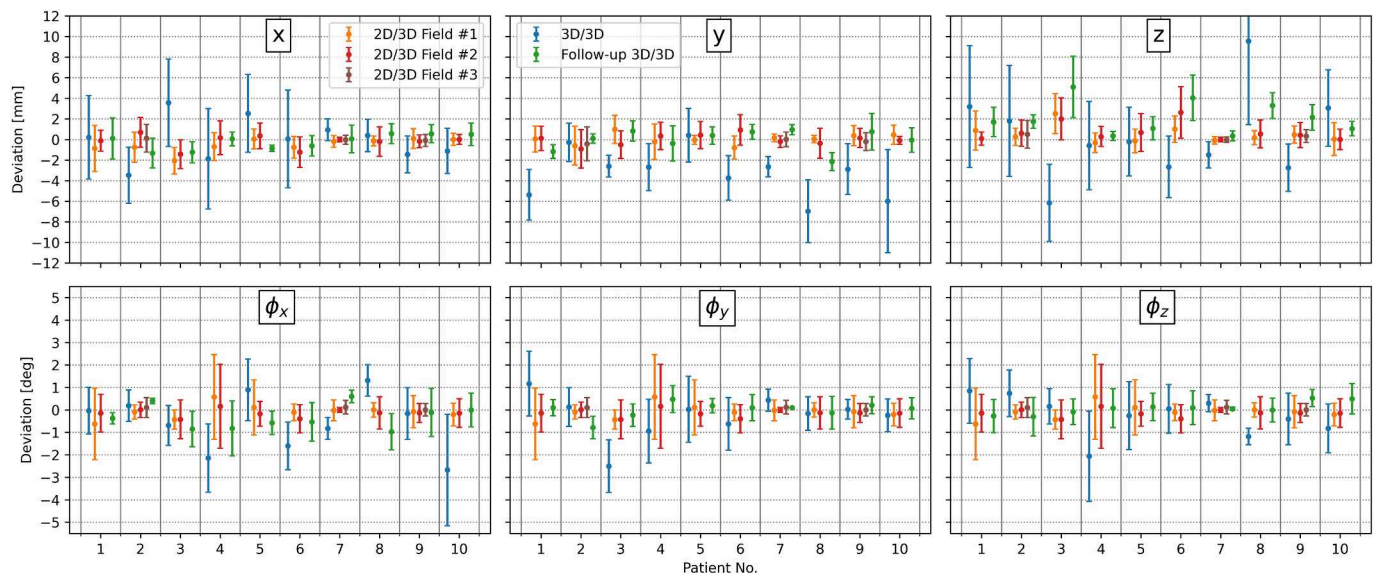 x
2D/3D Field #1
2D/3D Field #2
2D/3D Field #3
y
3D/3D
Follow-up 3D/3D
z
Deviation [mm]
12
10
8
6
4
2
0
−2
−4
−6
−8
−10
−12
ϕx
ϕy
ϕz
Deviation [deg]
5
4
3
2
1
0
−1
−2
−3
−4
−5
1 2 3 4 5 6 7 8 9 10
1 2 3 4 5 6 7 8 9 10
1 2 3 4 5 6 7 8 9 10
Patient No.